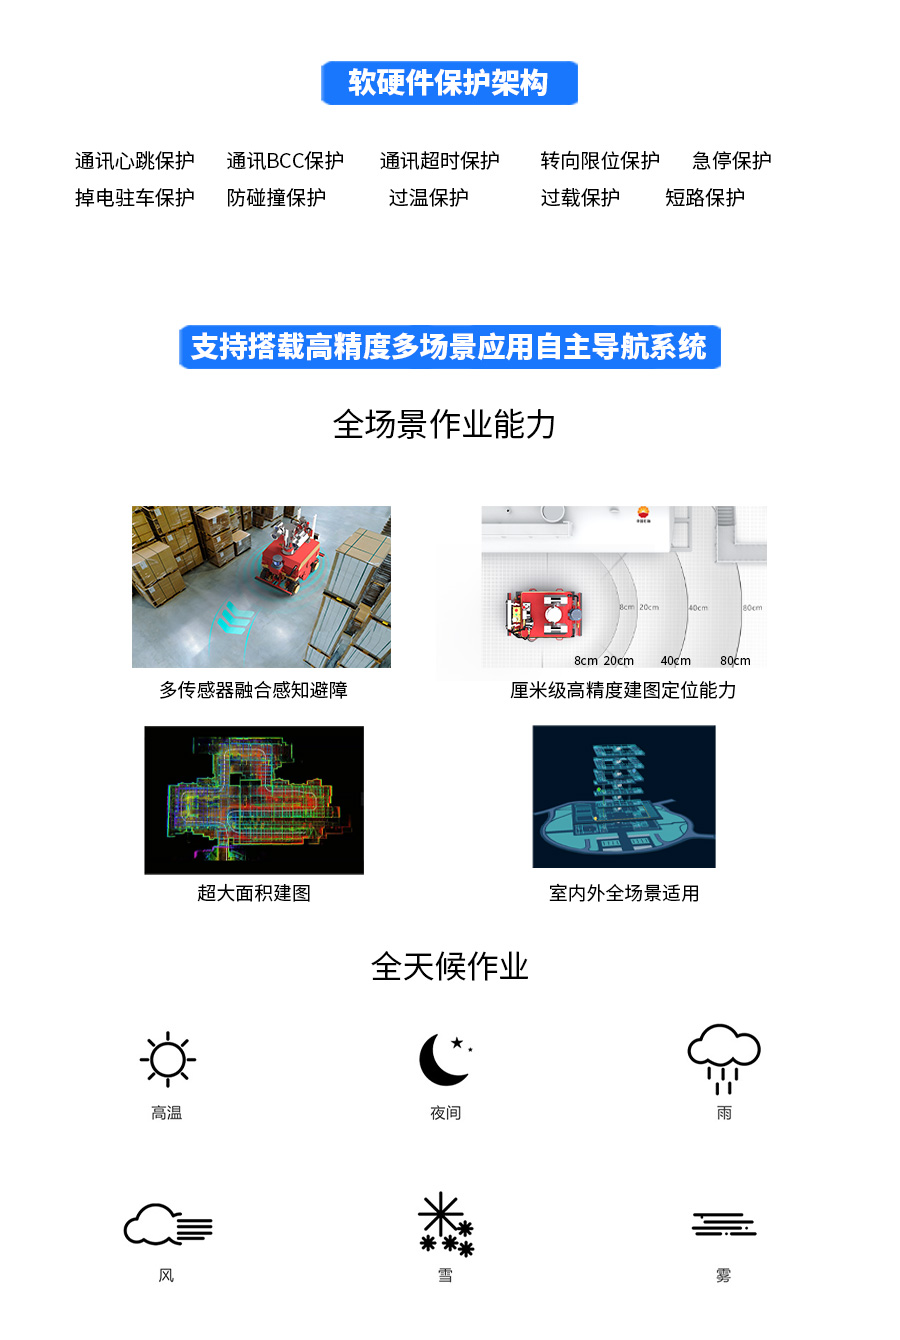 软硬件保护架构
通讯心跳保护 通讯BCC保护 通讯超时保护 转向限位保护 急停保护
掉电驻车保护 防碰撞保护 过温保护 过载保护 短路保护
支持搭载高精度多场景应用自主导航系统
全场景作业能力
8cm 20cm 40cm 80cm
8cm 20cm 40cm 80cm
多传感器融合感知避障 厘米级高精度建图定位能力
超大面积建图 室内外全场景适用
全天候作业
高温 夜间 雨
风 雪 雾